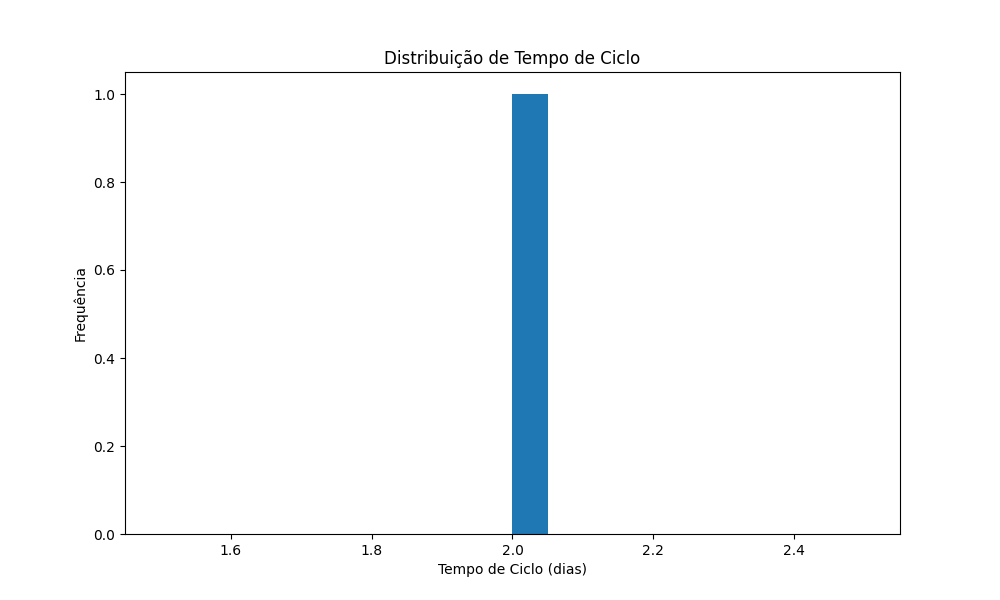 Distribuição de Tempo de Ciclo
1.0
0.8
0.6
0.4
0.2
0.0
Frequência
1.6 1.8 2.0 2.2 2.4
Tempo de Ciclo (dias)